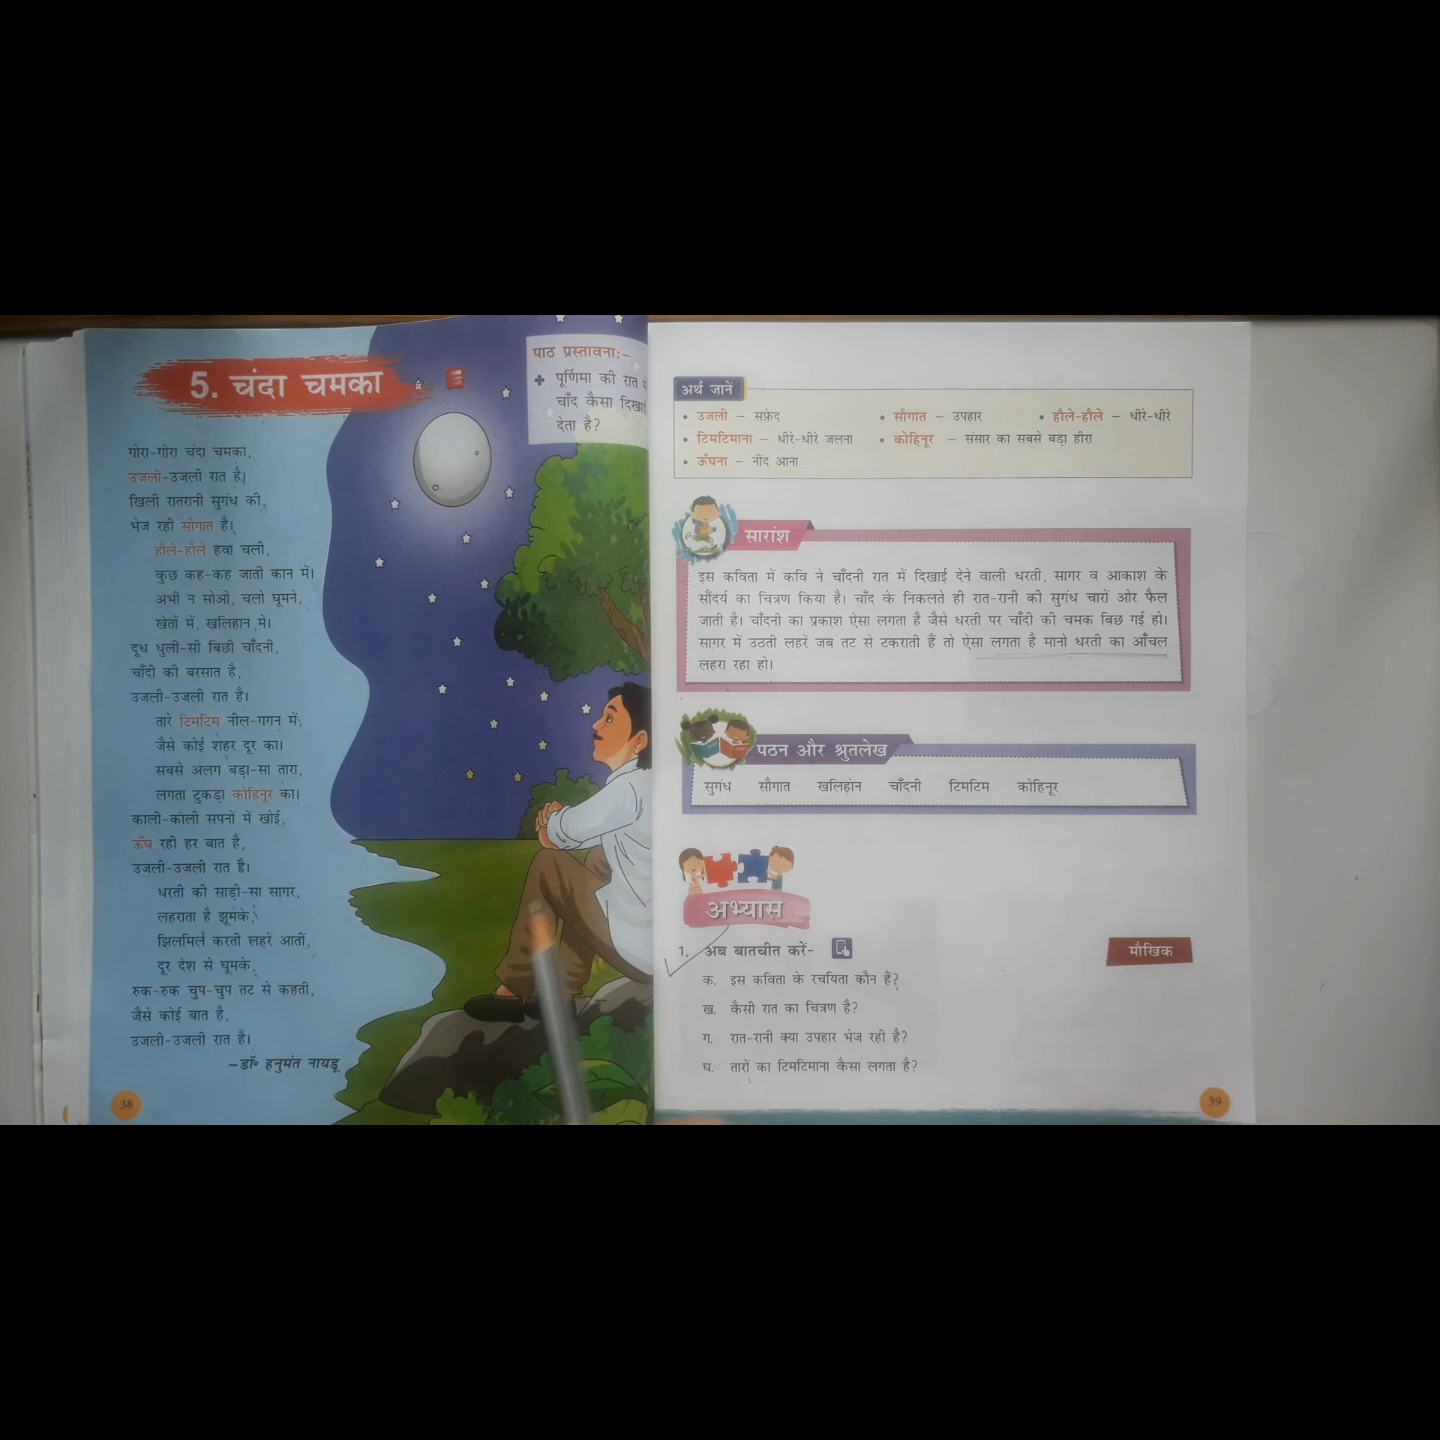 5. चंदा चमका
पाठ प्रस्तावना:–
पूर्णिमा की रात में
चाँद कैसा दिखाई
देता है?
गोरा-गोरा चंदा चमका,
उजली-उजली रात है।
खिली रातरानी सुगंध की,
भेज रही सौगात है।
हौले-हौले हवा चली,
कुछ कह-कह जाती कान में।
अभी न सोओ, चलो घूमने,
खेतों में, खलिहान में।
दूध धुली-सी बिछी चाँदनी,
चाँदी की बरसात है,
उजली-उजली रात है।
तारे टिमटिम नील-गगन में,
जैसे कोई शहर दूर का।
सबसे अलग बड़ा-सा तारा,
लगता टुकड़ा कोहिनूर का।
काली-काली सपनों में खोई,
ऊँघ रही हर बात है,
उजली-उजली रात है।
धरती की साड़ी-सा सागर,
लहराता है झूमके,
झिलमिल करती लहरें आतीं,
दूर देश से घूमके,
रुक-रुक चुप-चुप तट से कहती,
जैसे कोई बात है,
उजली-उजली रात है।
–डॉ॰ हनुमंत नायडू
38
अर्थ जानें
• उजली – सफ़ेद • सौगात – उपहार • हौले-हौले – धीरे-धीरे
• टिमटिमाना – धीरे-धीरे जलना • कोहिनूर – संसार का सबसे बड़ा हीरा
• ऊँघना – नींद आना
सारांश
इस कविता में कवि ने चाँदनी रात में दिखाई देने वाली धरती, सागर व आकाश के
सौंदर्य का चित्रण किया है। चाँद के निकलते ही रात-रानी की सुगंध चारों ओर फैल
जाती है। चाँदनी का प्रकाश ऐसा लगता है जैसे धरती पर चाँदी की चमक बिछ गई हो।
सागर में उठती लहरें जब तट से टकराती हैं तो ऐसा लगता है मानो धरती का आँचल
लहरा रहा हो।
पठन और श्रुतलेख
सुगंध सौगात खलिहान चाँदनी टिमटिम कोहिनूर
अभ्यास
1. अब बातचीत करें-
मौखिक
क. इस कविता के रचयिता कौन हैं?
ख. कैसी रात का चित्रण है?
ग. रात-रानी क्या उपहार भेज रही है?
घ. तारों का टिमटिमाना कैसा लगता है?
39